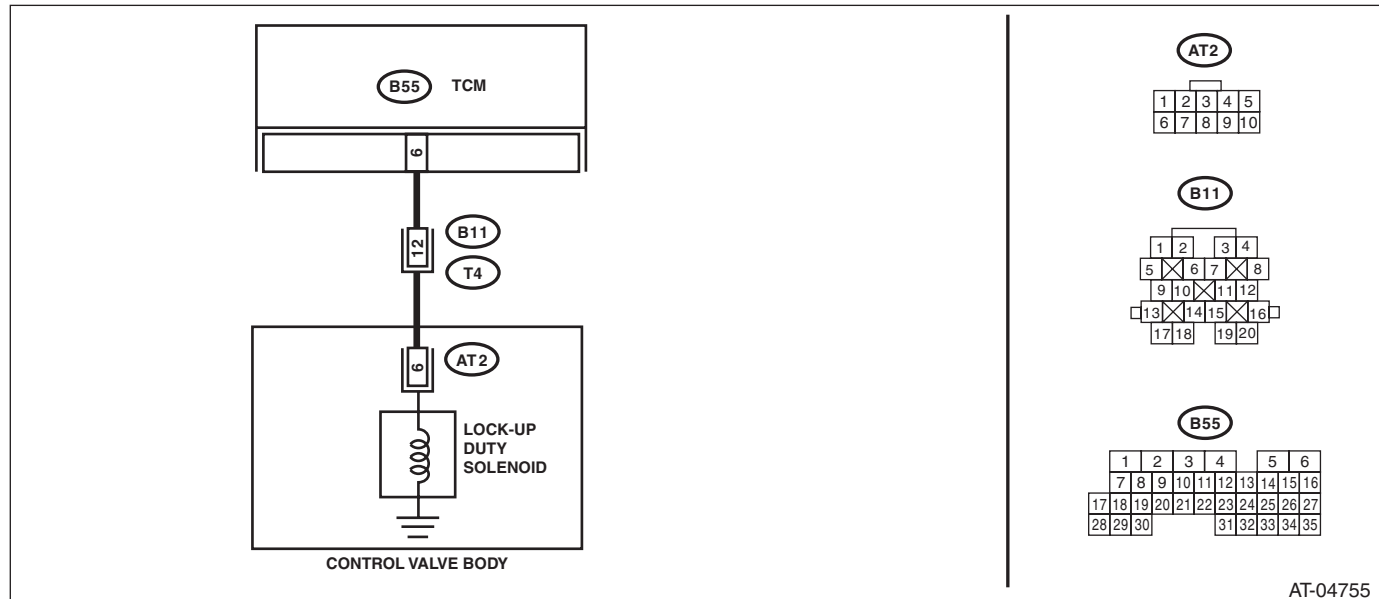 B55 TCM
6
12
B11
T4
6
AT2
LOCK-UP
DUTY
SOLENOID
CONTROL VALVE BODY
AT2
1 2 3 4 5
6 7 8 9 10
B11
1 2 3 4
5 6 7 8
9 10 11 12
13 14 15 16
17 18 19 20
B55
1 2 3 4 5 6
7 8 9 10 11 12 13 14 15 16
17 18 19 20 21 22 23 24 25 26 27
28 29 30 31 32 33 34 35
AT-04755